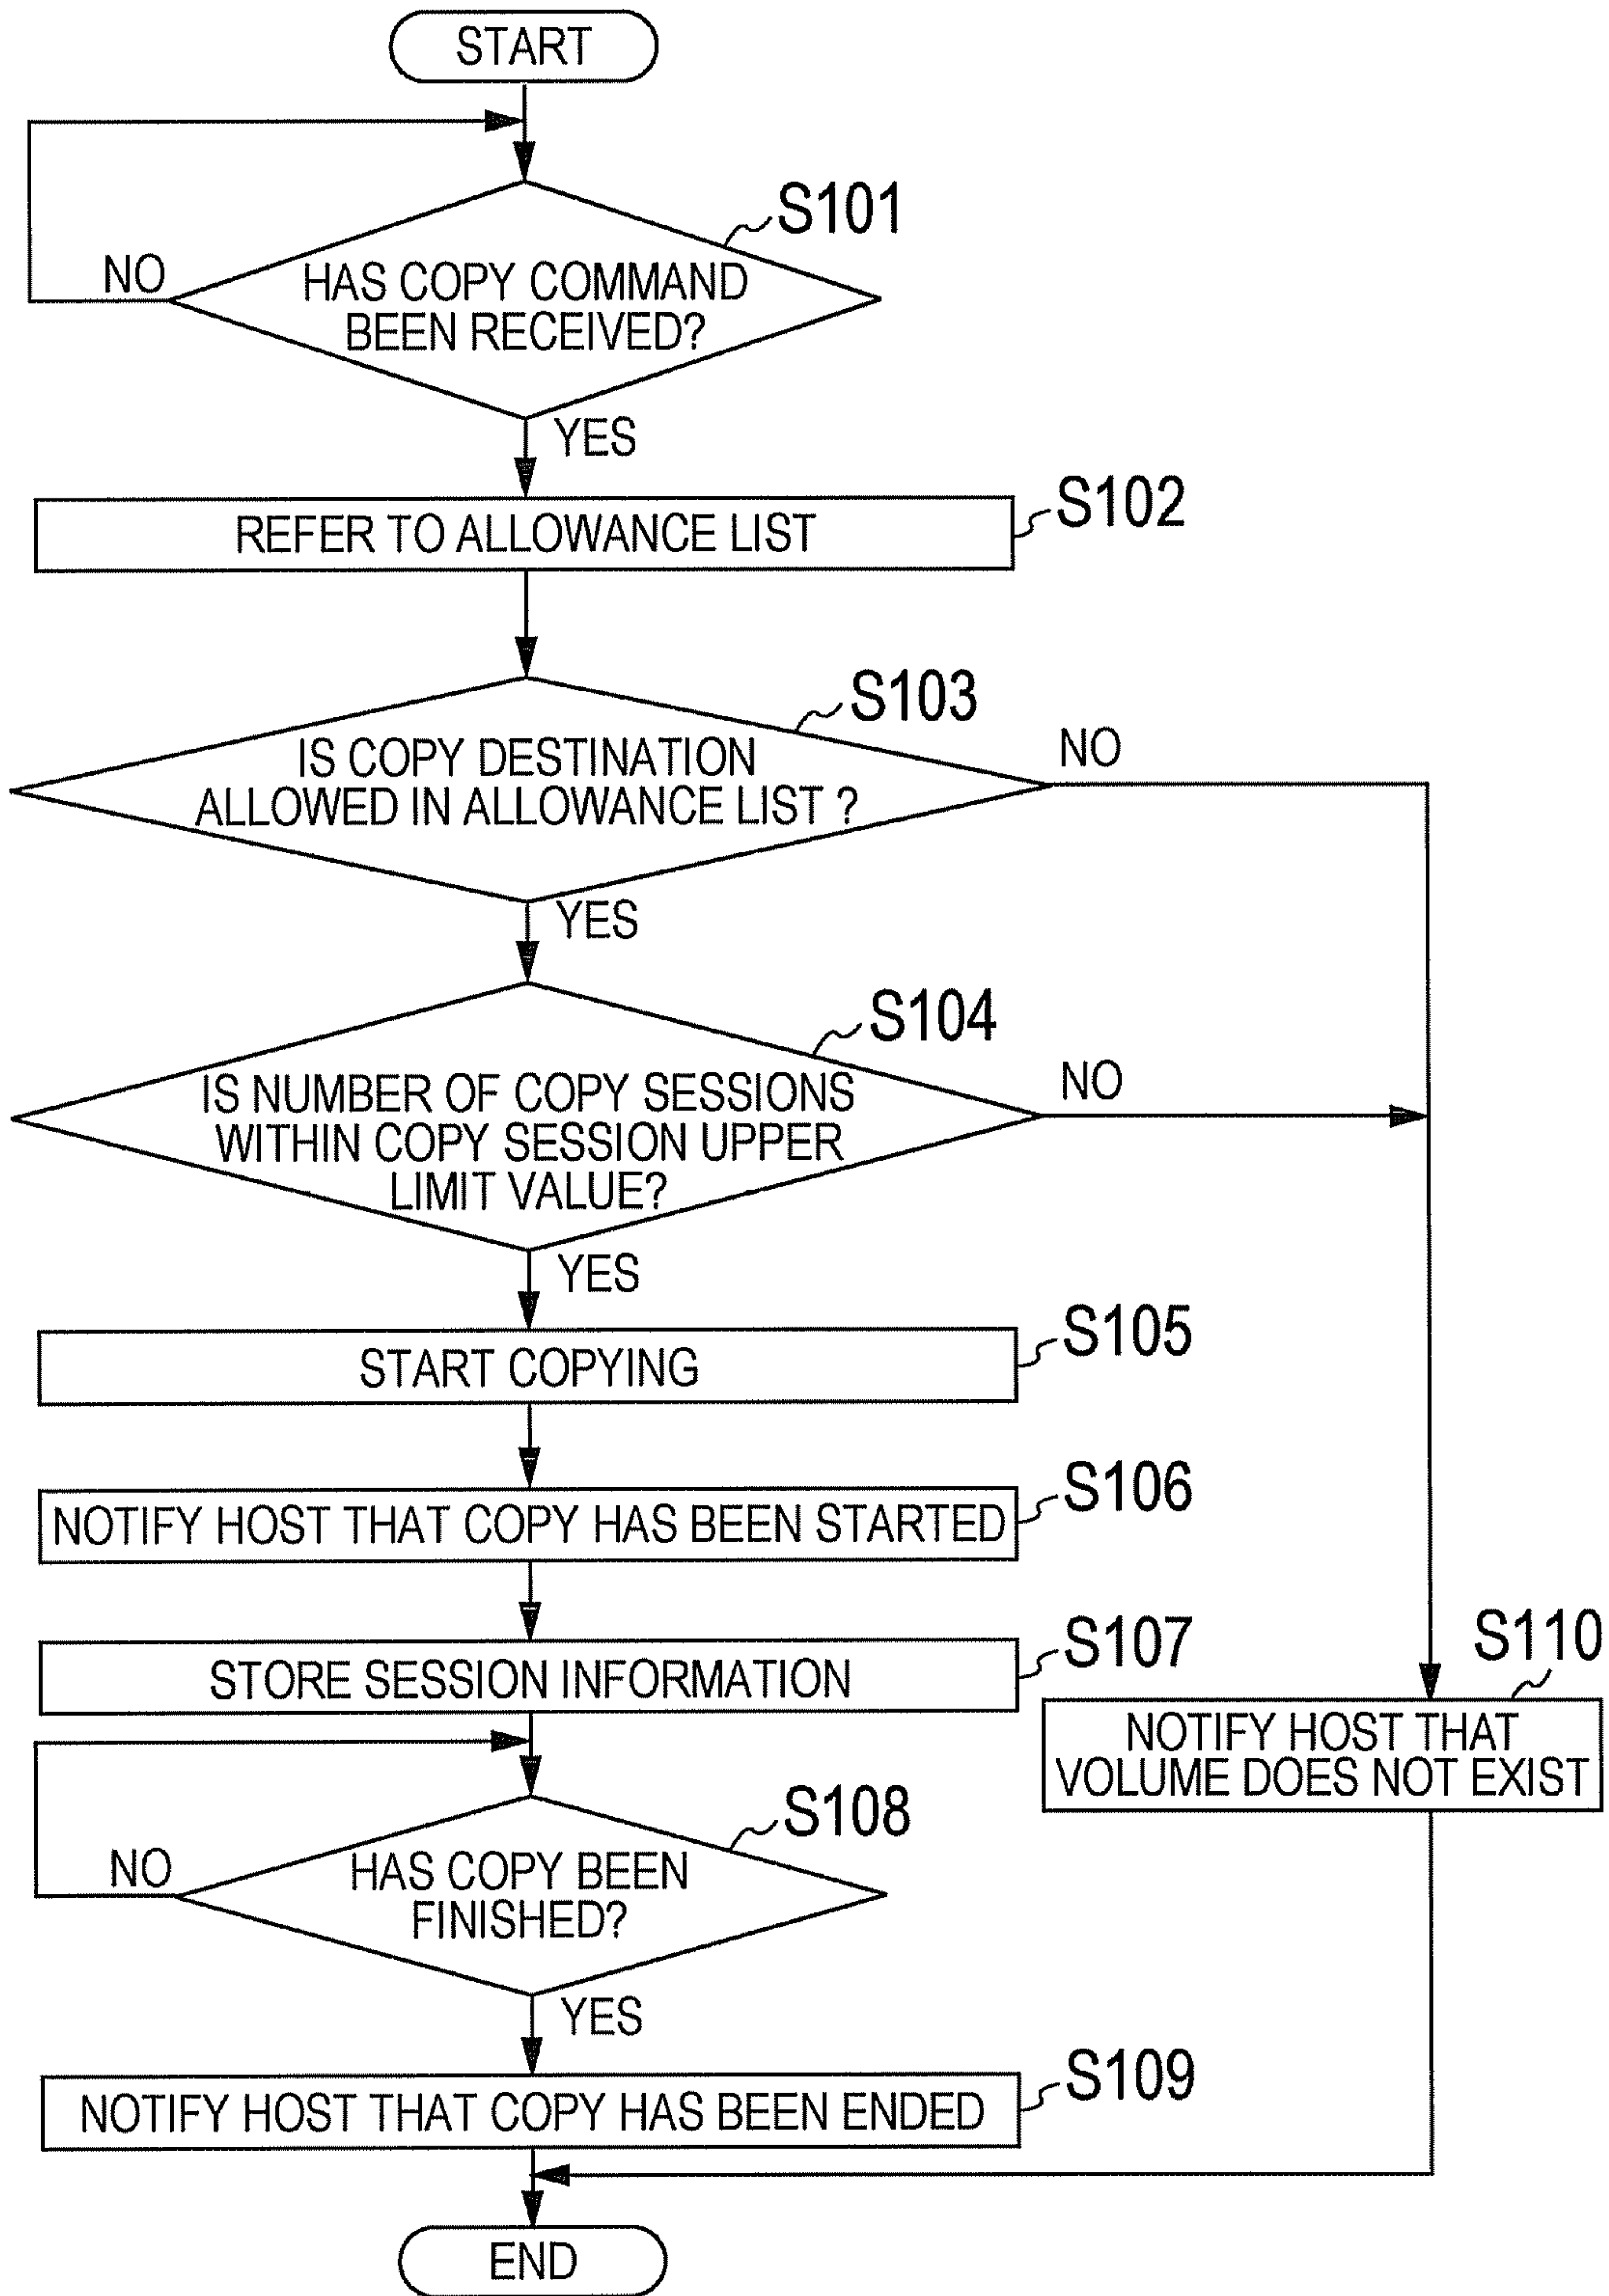 START
S101
NO
HAS COPY COMMAND
BEEN RECEIVED?
YES
S102
REFER TO ALLOWANCE LIST
S103
IS COPY DESTINATION
ALLOWED IN ALLOWANCE LIST ?
NO
YES
S104
IS NUMBER OF COPY SESSIONS
WITHIN COPY SESSION UPPER
LIMIT VALUE?
NO
YES
S105
START COPYING
S106
NOTIFY HOST THAT COPY HAS BEEN STARTED
S107
STORE SESSION INFORMATION
S110
NOTIFY HOST THAT
VOLUME DOES NOT EXIST
S108
NO
HAS COPY BEEN
FINISHED?
YES
S109
NOTIFY HOST THAT COPY HAS BEEN ENDED
END